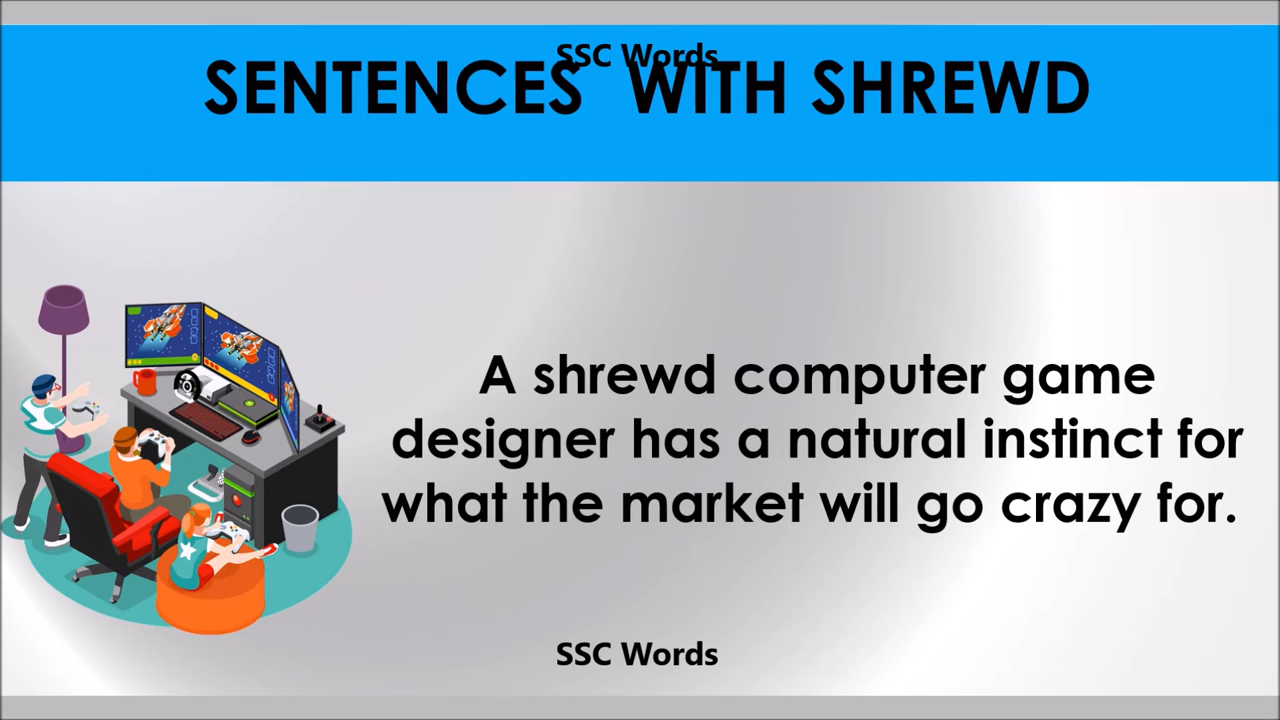 SSC Words
SENTENCES WITH SHREWD
A shrewd computer game
designer has a natural instinct for
what the market will go crazy for.
SSC Words